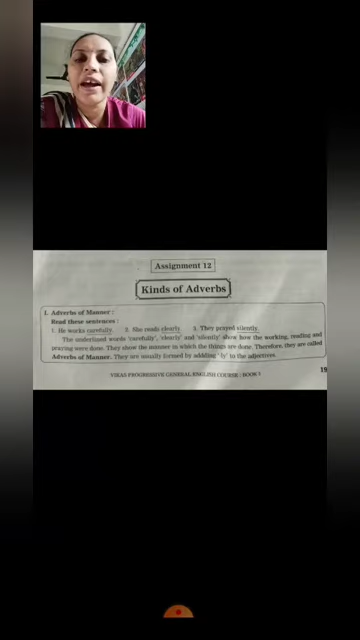 Assignment 12
Kinds of Adverbs
I. Adverbs of Manner :
Read these sentences :
1. He works carefully. 2. She reads clearly. 3. They prayed silently.
The underlined words 'carefully', 'clearly' and 'silently' show how the working, reading and
praying were done. They show the manner in which the things are done. Therefore, they are called
Adverbs of Manner. They are usually formed by addding '-ly' to the adjectives.
VIKAS PROGRESSIVE GENERAL ENGLISH COURSE : BOOK 5
19